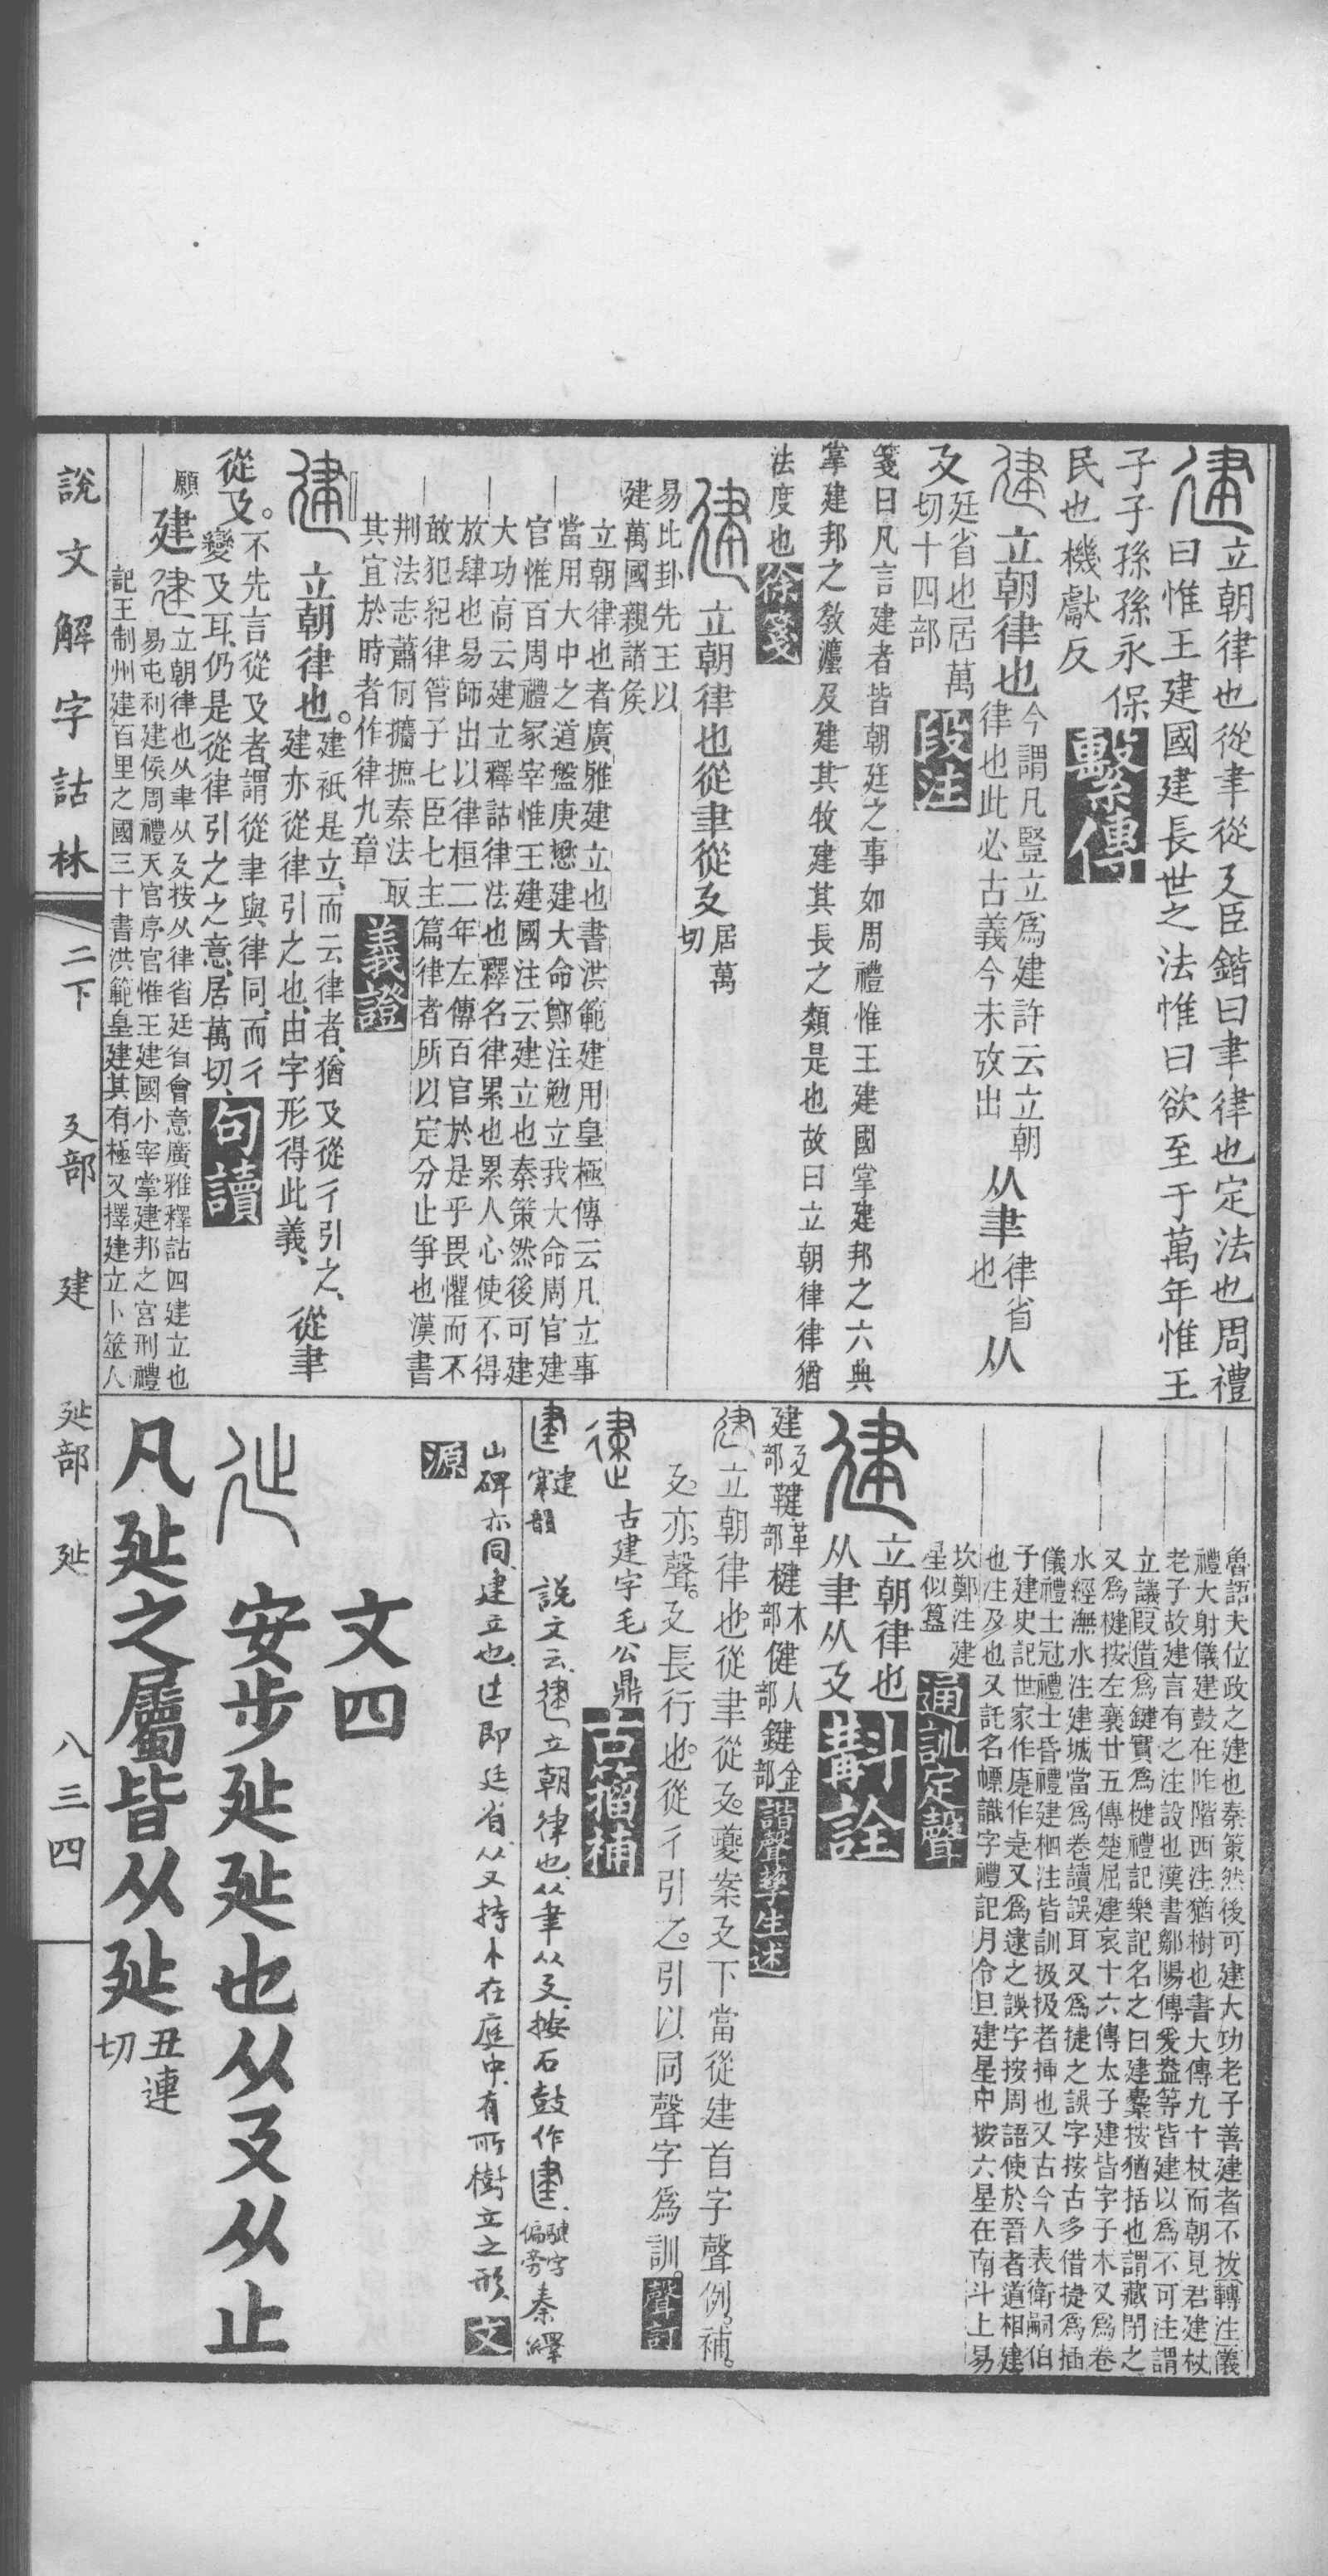 立朝律也從聿從廴臣鍇曰聿律也定法也周禮
曰惟王建國建長世之法惟曰欲至于萬年惟王
子子孫孫永保
民也機獻反
繫傳
立朝律也今謂凡豎立爲建許云立朝
律也此必古義今未攷出
从聿律省
也
从
廴廷省也居萬
切十四部
段注
箋曰凡言建者皆朝廷之事如周禮惟王建國掌建邦之六典
掌建邦之敎灋及建其牧建其長之類是也故曰立朝律律猶
法度也
徐箋
立朝律也從聿從廴居萬
切
易比卦先王以
建萬國親諸矦
立朝律也者廣雅建立也書洪範建用皇極傳云凡立事
當用大中之道盤庚懋建大命鄭注勉立我大命周官建
官惟百周禮冢宰惟王建國注云建立也秦策然後可建
大功高云建立釋詁律法也釋名律累也累人心使不得
放肆也易師出以律桓二年左傳百官於是乎畏懼而不
敢犯紀律管子七臣七主篇律者所以定分止爭也漢書
荆法志蕭何攟摭秦法取
其宜於時者作律九章
義證
立朝律也。建祇是立、而云律者、猶廴從彳引之、
建亦從律引之也、由字形得此義、
從聿
從廴。不先言從廴者、謂從聿與律同、而彳
變廴耳、仍是從律引之之意、居萬切、
句讀
願
建
立朝律也从聿从廴按从律省廷省會意廣雅釋詁四建立也
易屯利建侯周禮天官序官惟王建國小宰掌建邦之宮刑禮
記王制州建百里之國三十書洪範皇建其有極又擇建立卜筮人
魯語夫位政之建也秦策然後可建大功老子善建者不拔轉注儀
禮大射儀建鼓在阼階西注猶樹也書大傳九十杖而朝見君建杖
老子故建言有之注設也漢書鄒陽傳爰盎等皆建以爲不可注謂
立議叚借爲鍵實爲楗禮記樂記名之曰建櫜按猶括也謂藏閉之
又爲楗按左襄廿五傳楚屈建哀十六傳太子建皆字子木又爲卷
水經濰水注建城當爲卷讀誤耳又爲捷之誤字按古多借捷爲插
儀禮士冠禮士昏禮建柶注皆訓扱扱者揷也又古今人表衛嗣伯
子建史記世家作庱作走又爲逮之誤字按周語使於晉者道相逮
也注及也又託名幖識字禮記月令旦建星中按六星在南斗上易
坎鄭注建
星似簋
通訓定聲
立朝律也
从聿从廴
斠詮
建廴部鞬革部楗木部健人部鍵金部
諧聲孳生述
立朝律也。從聿從廴。夔案廴下當從建首字聲例。補。
廴。亦。聲。廴長行也。從彳引之。引以同聲字爲訓。
聲訂
古建字毛公鼎
古籀補
建
寒韻
説文云、立朝律也、从聿从廴、按石鼓作、鞬字
偏旁秦繹
山碑亦同、建立也、廴即廷省、从又持木在庭中、有所樹立之形、
文
源
文四
安步㢟㢟也从廴从止
凡㢟之屬皆从㢟丑連
切
說文解字詁林
二下
廴部
建
㢟部
㢟
八三四